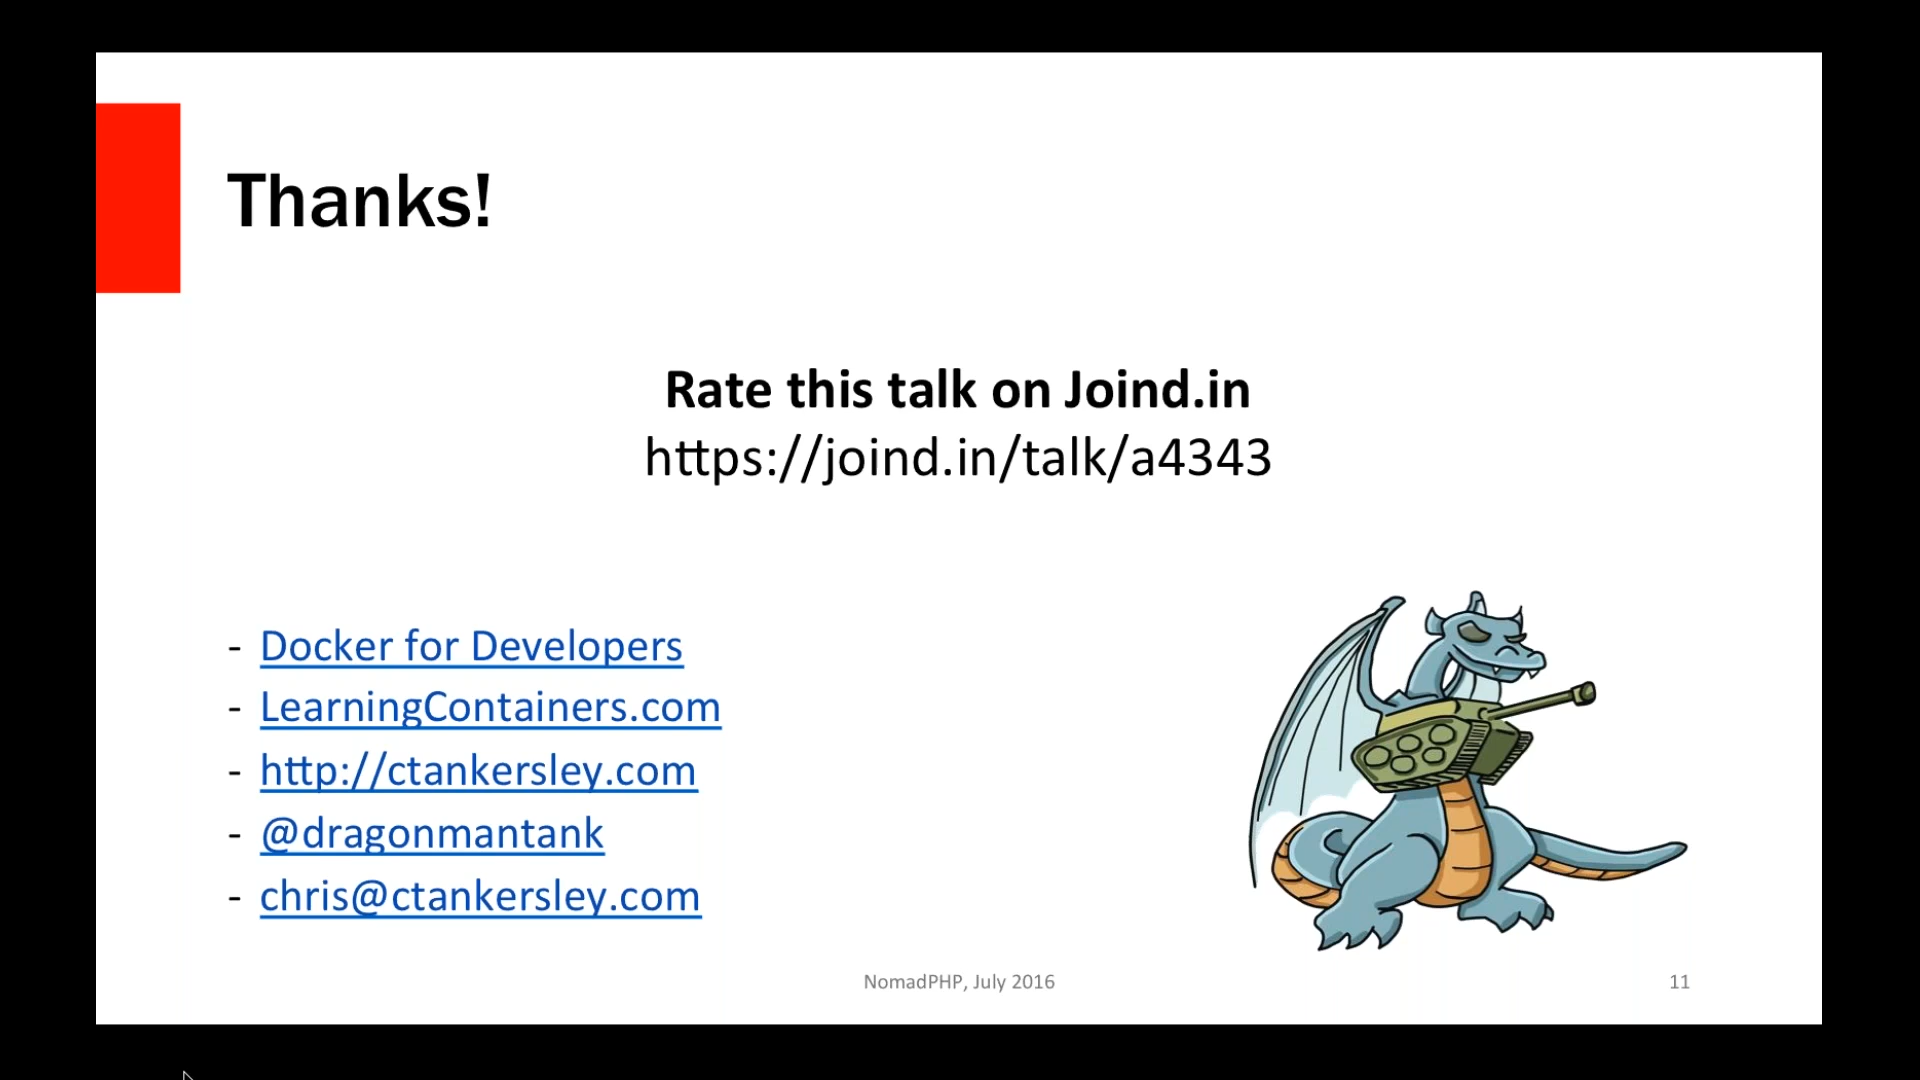 Thanks!
Rate this talk on Joind.in
https://joind.in/talk/a4343
- Docker for Developers
- LearningContainers.com
- http://ctankersley.com
- @dragonmantank
- chris@ctankersley.com
NomadPHP, July 2016
11